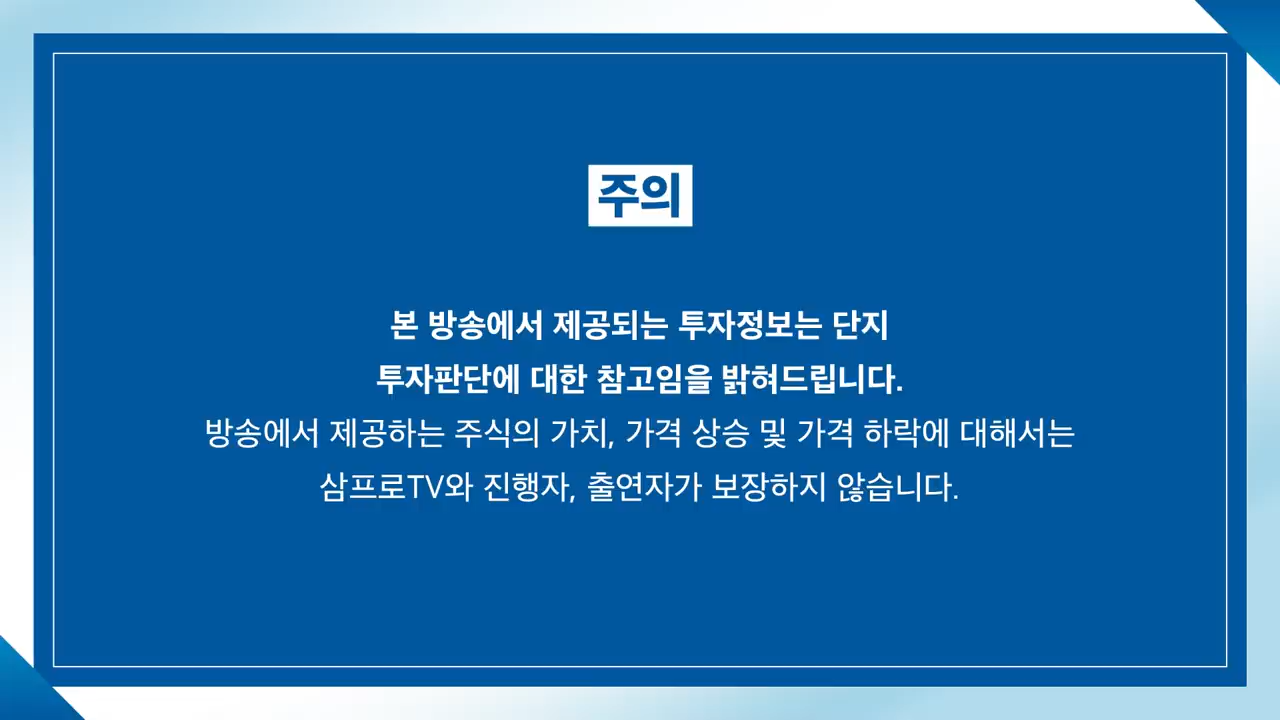 주의
본 방송에서 제공되는 투자정보는 단지
투자판단에 대한 참고임을 밝혀드립니다.
방송에서 제공하는 주식의 가치, 가격 상승 및 가격 하락에 대해서는
삼프로TV와 진행자, 출연자가 보장하지 않습니다.